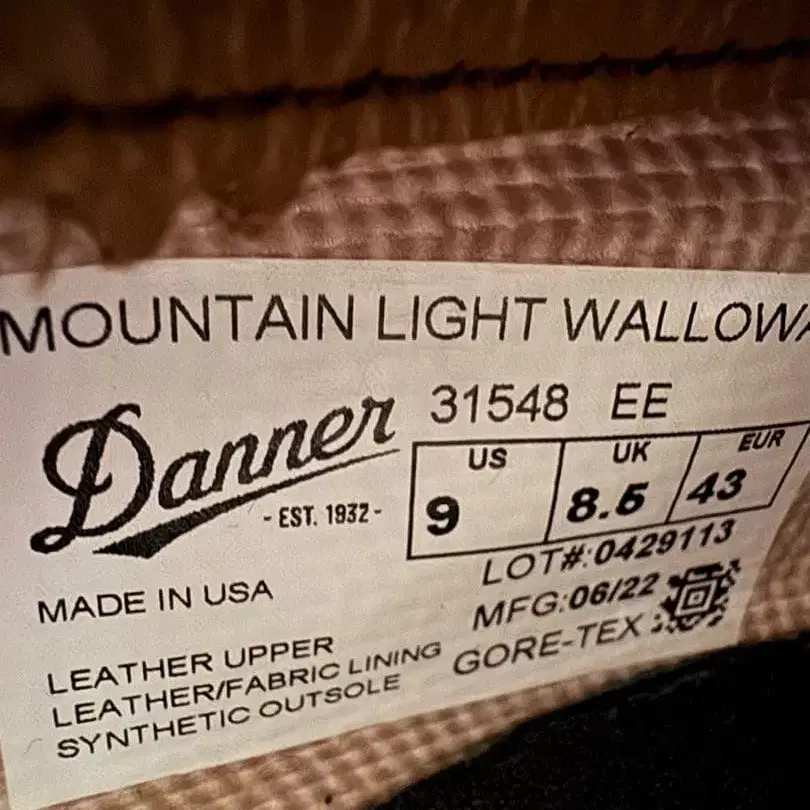 MOUNTAIN LIGHT WALLOWA
Danner
- EST. 1932 -
31548 EE
US UK EUR
9 8.5 43
LOT#:0429113
MFG:06/22
GORE-TEX
MADE IN USA
LEATHER UPPER
LEATHER/FABRIC LINING
SYNTHETIC OUTSOLE